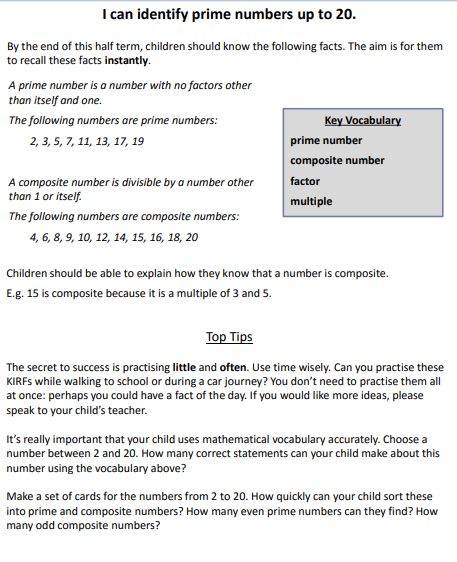 I can identify prime numbers up to 20.
By the end of this half term, children should know the following facts. The aim is for them
to recall these facts instantly.
A prime number is a number with no factors other
than itself and one.
The following numbers are prime numbers:
2, 3, 5, 7, 11, 13, 17, 19
A composite number is divisible by a number other
than 1 or itself.
The following numbers are composite numbers:
4, 6, 8, 9, 10, 12, 14, 15, 16, 18, 20
Key Vocabulary
prime number
composite number
factor
multiple
Children should be able to explain how they know that a number is composite.
E.g. 15 is composite because it is a multiple of 3 and 5.
Top Tips
The secret to success is practising little and often. Use time wisely. Can you practise these
KIRFs while walking to school or during a car journey? You don’t need to practise them all
at once: perhaps you could have a fact of the day. If you would like more ideas, please
speak to your child’s teacher.
It’s really important that your child uses mathematical vocabulary accurately. Choose a
number between 2 and 20. How many correct statements can your child make about this
number using the vocabulary above?
Make a set of cards for the numbers from 2 to 20. How quickly can your child sort these
into prime and composite numbers? How many even prime numbers can they find? How
many odd composite numbers?